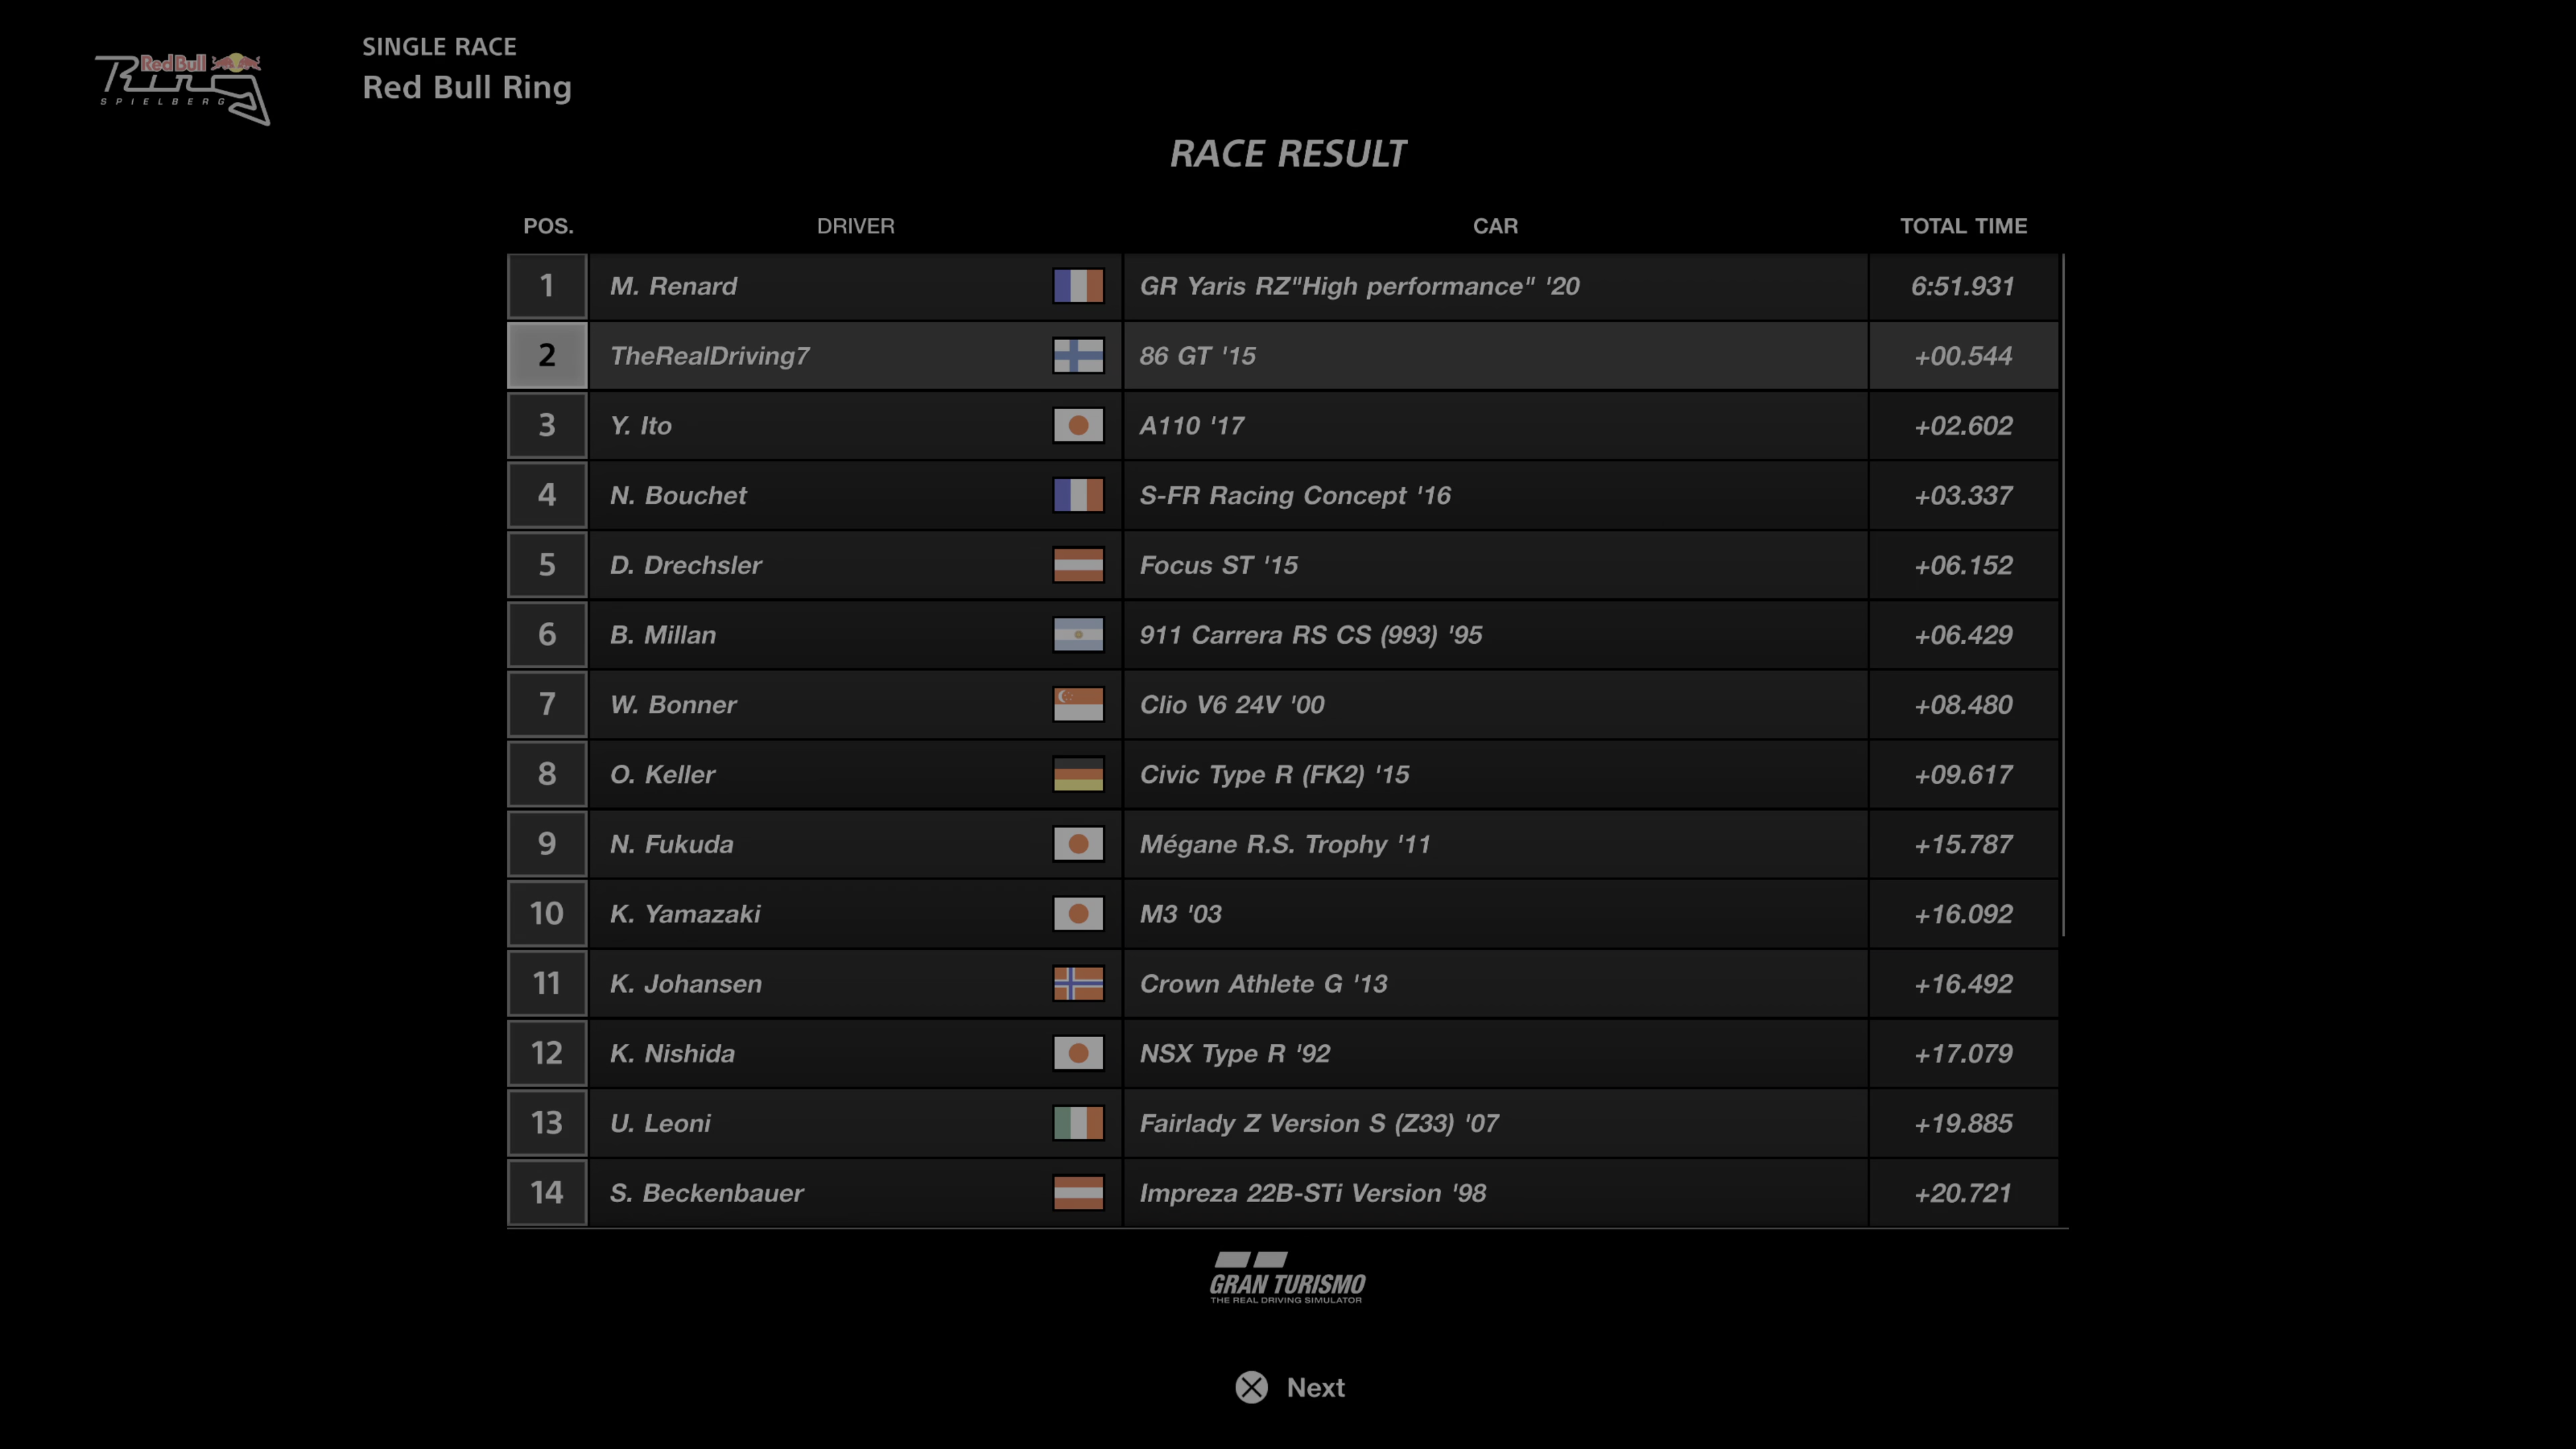 Red Bull
Ring
SPIELBERG
SINGLE RACE
Red Bull Ring
RACE RESULT
POS. DRIVER CAR TOTAL TIME
1 M. Renard GR Yaris RZ"High performance" '20 6:51.931
2 TheRealDriving7 86 GT '15 +00.544
3 Y. Ito A110 '17 +02.602
4 N. Bouchet S-FR Racing Concept '16 +03.337
5 D. Drechsler Focus ST '15 +06.152
6 B. Millan 911 Carrera RS CS (993) '95 +06.429
7 W. Bonner Clio V6 24V '00 +08.480
8 O. Keller Civic Type R (FK2) '15 +09.617
9 N. Fukuda Mégane R.S. Trophy '11 +15.787
10 K. Yamazaki M3 '03 +16.092
11 K. Johansen Crown Athlete G '13 +16.492
12 K. Nishida NSX Type R '92 +17.079
13 U. Leoni Fairlady Z Version S (Z33) '07 +19.885
14 S. Beckenbauer Impreza 22B-STi Version '98 +20.721
GRAN TURISMO
THE REAL DRIVING SIMULATOR
Next